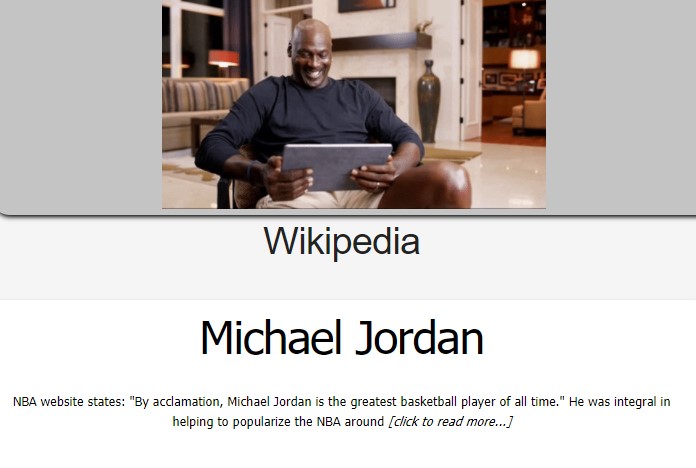 Wikipedia
Michael Jordan
NBA website states: "By acclamation, Michael Jordan is the greatest basketball player of all time." He was integral in
helping to popularize the NBA around [click to read more...]